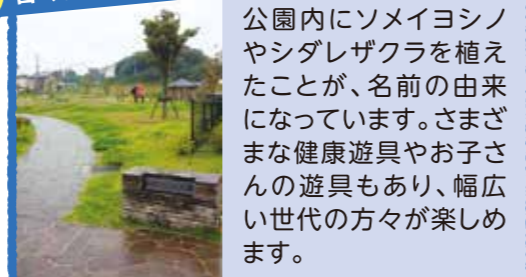 公園内にソメイヨシノ
やシダレザクラを植え
たことが、名前の由来
になっています。さまざ
まな健康遊具やお子さ
んの遊具もあり、幅広
い世代の方々が楽しめ
ます。